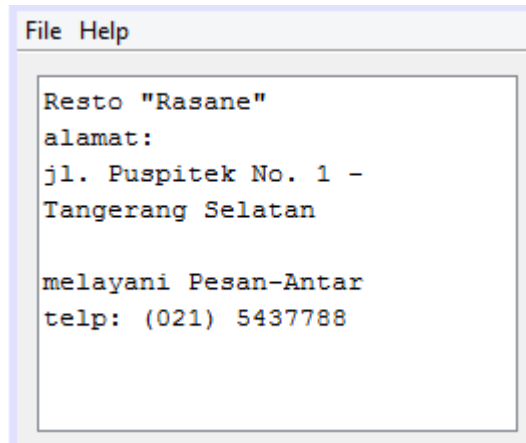 File Help
Resto "Rasane"
alamat:
jl. Puspitek No. 1 -
Tangerang Selatan
melayani Pesan-Antar
telp: (021) 5437788